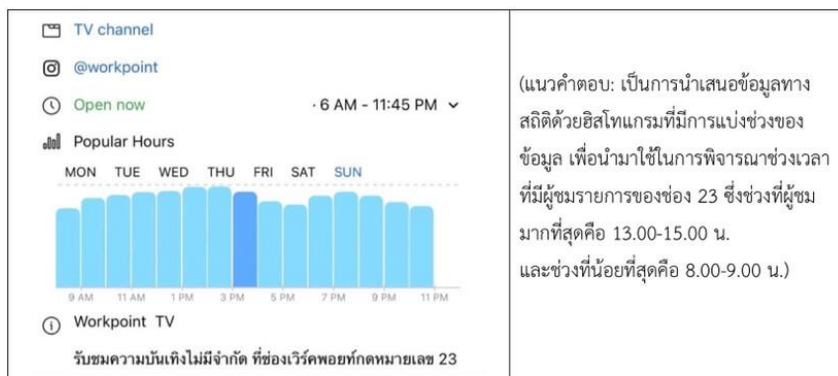 TV channel
@workpoint
Open now · 6 AM - 11:45 PM
Popular Hours
MON TUE WED THU FRI SAT SUN
9 AM 11 AM 1 PM 3 PM 5 PM 7 PM 9 PM 11 PM
Workpoint TV
รับชมความบันเทิงไม่มีจำกัด ที่ช่องเวิร์คพอยท์กดหมายเลข 23
(แนวคำตอบ: เป็นการนำเสนอข้อมูลทาง
สถิติด้วยฮิสโทแกรมที่มีการแบ่งช่วงของ
ข้อมูล เพื่อนำมาใช้ในการพิจารณาช่วงเวลา
ที่มีผู้ชมรายการของช่อง 23 ซึ่งช่วงที่ผู้ชม
มากที่สุดคือ 13.00-15.00 น.
และช่วงที่น้อยที่สุดคือ 8.00-9.00 น.)